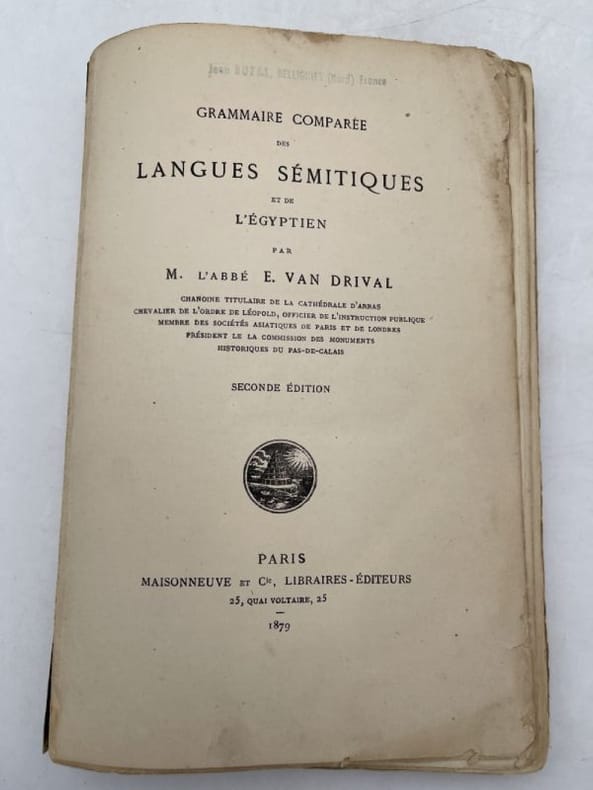 Jean (Nord) France
GRAMMAIRE COMPARÉE
DES
LANGUES SÉMITIQUES
ET DE
L'ÉGYPTIEN
PAR
M. L'ABBÉ E. VAN DRIVAL
CHANOINE TITULAIRE DE LA CATHÉDRALE D'ARRAS
CHEVALIER DE L'ORDRE DE LÉOPOLD, OFFICIER DE L'INSTRUCTION PUBLIQUE
MEMBRE DES SOCIÉTÉS ASIATIQUES DE PARIS ET DE LONDRES
PRÉSIDENT LE LA COMMISSION DES MONUMENTS
HISTORIQUES DU PAS-DE-CALAIS
SECONDE ÉDITION
PARIS
MAISONNEUVE ET Cie, LIBRAIRES-ÉDITEURS
25, QUAI VOLTAIRE, 25
1879